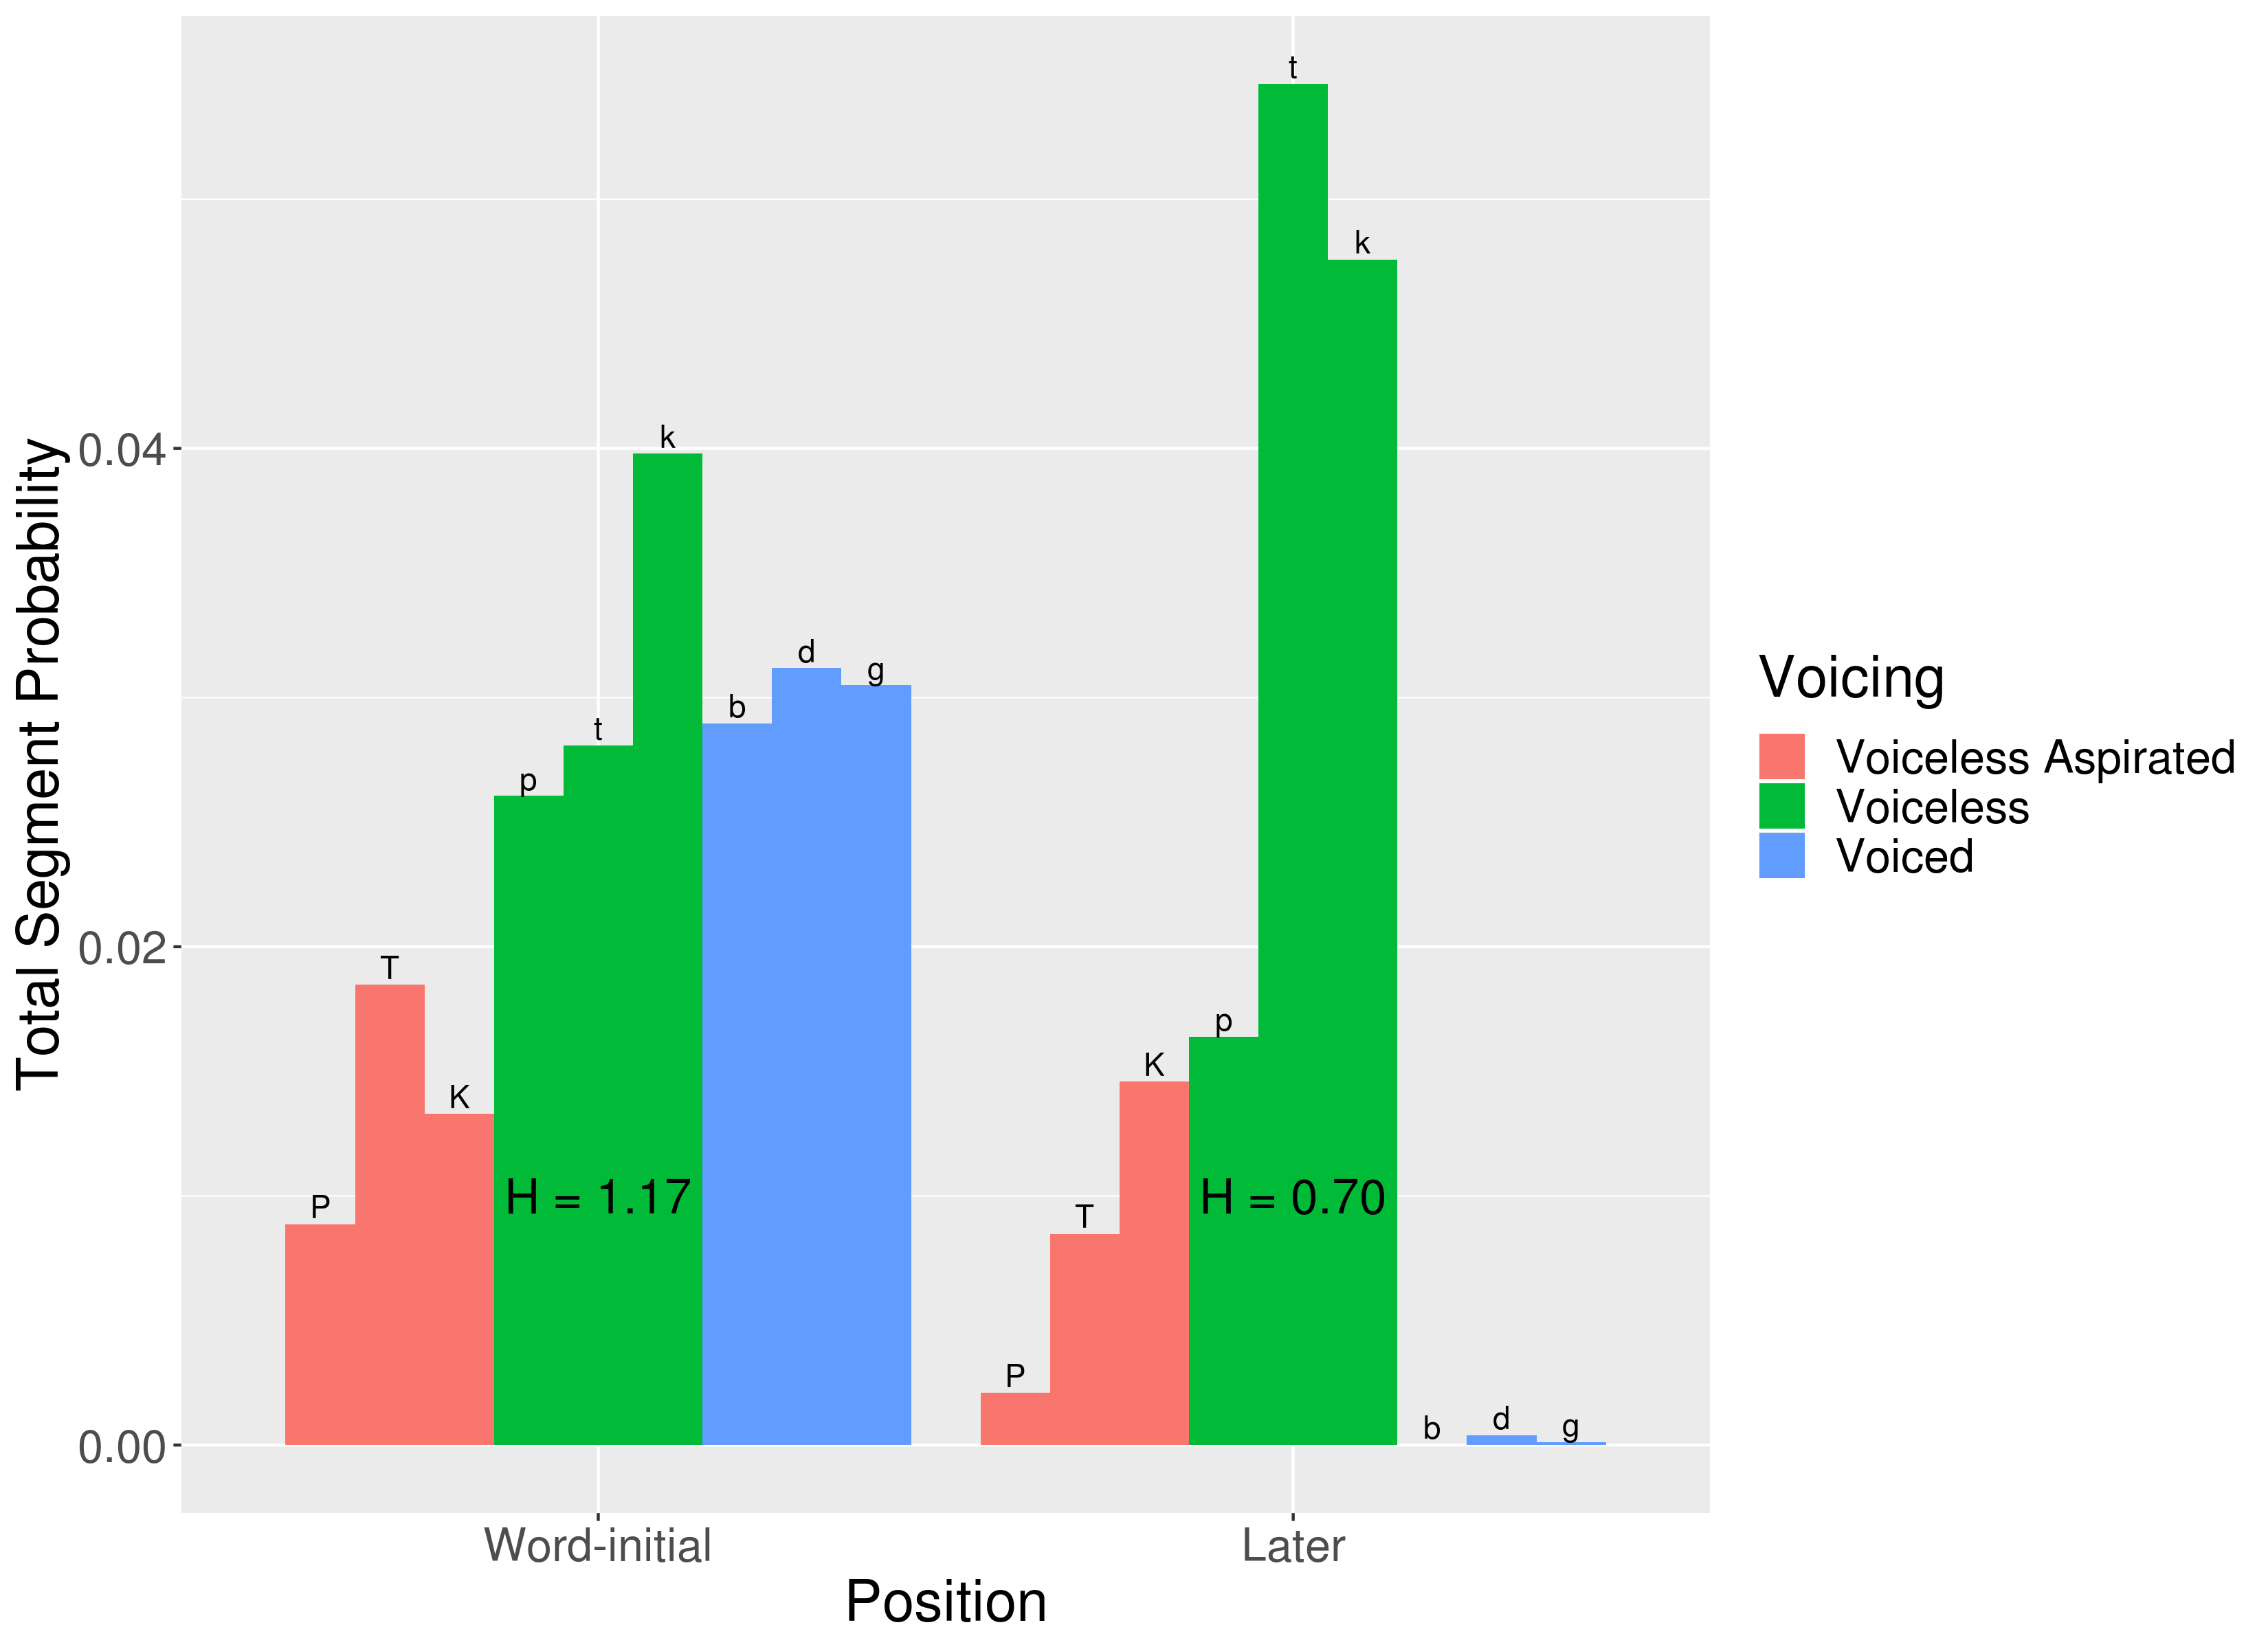 Total Segment Probability
0.04
0.02
0.00
P
T
K
p
t
k
b
d
g
H = 1.17
P
T
K
p
t
k
b
d
g
H = 0.70
Word-initial
Later
Position
Voicing
Voiceless Aspirated
Voiceless
Voiced